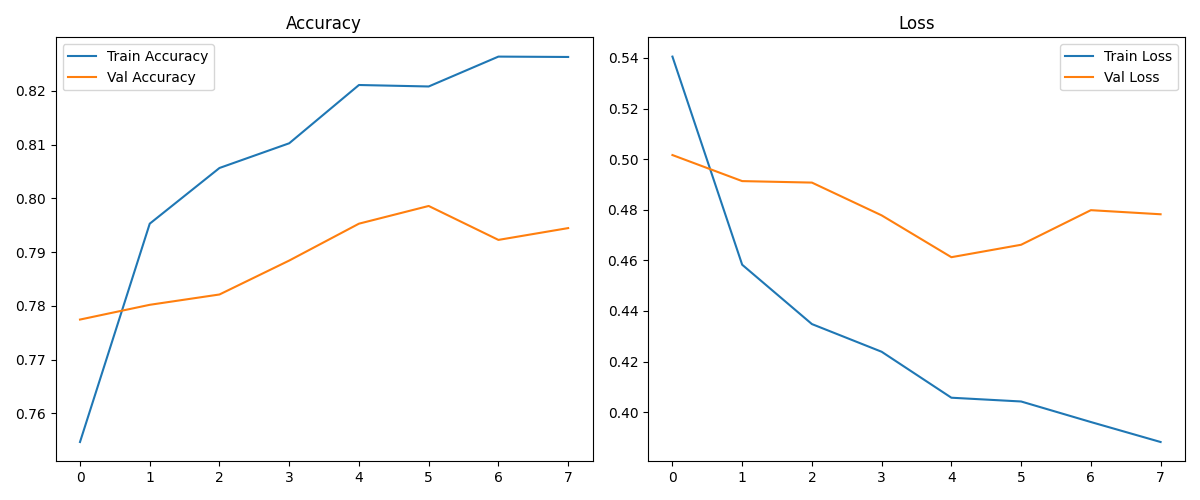 Accuracy
Train Accuracy
Val Accuracy
0.82
0.81
0.80
0.79
0.78
0.77
0.76
0 1 2 3 4 5 6 7
Loss
Train Loss
Val Loss
0.54
0.52
0.50
0.48
0.46
0.44
0.42
0.40
0 1 2 3 4 5 6 7